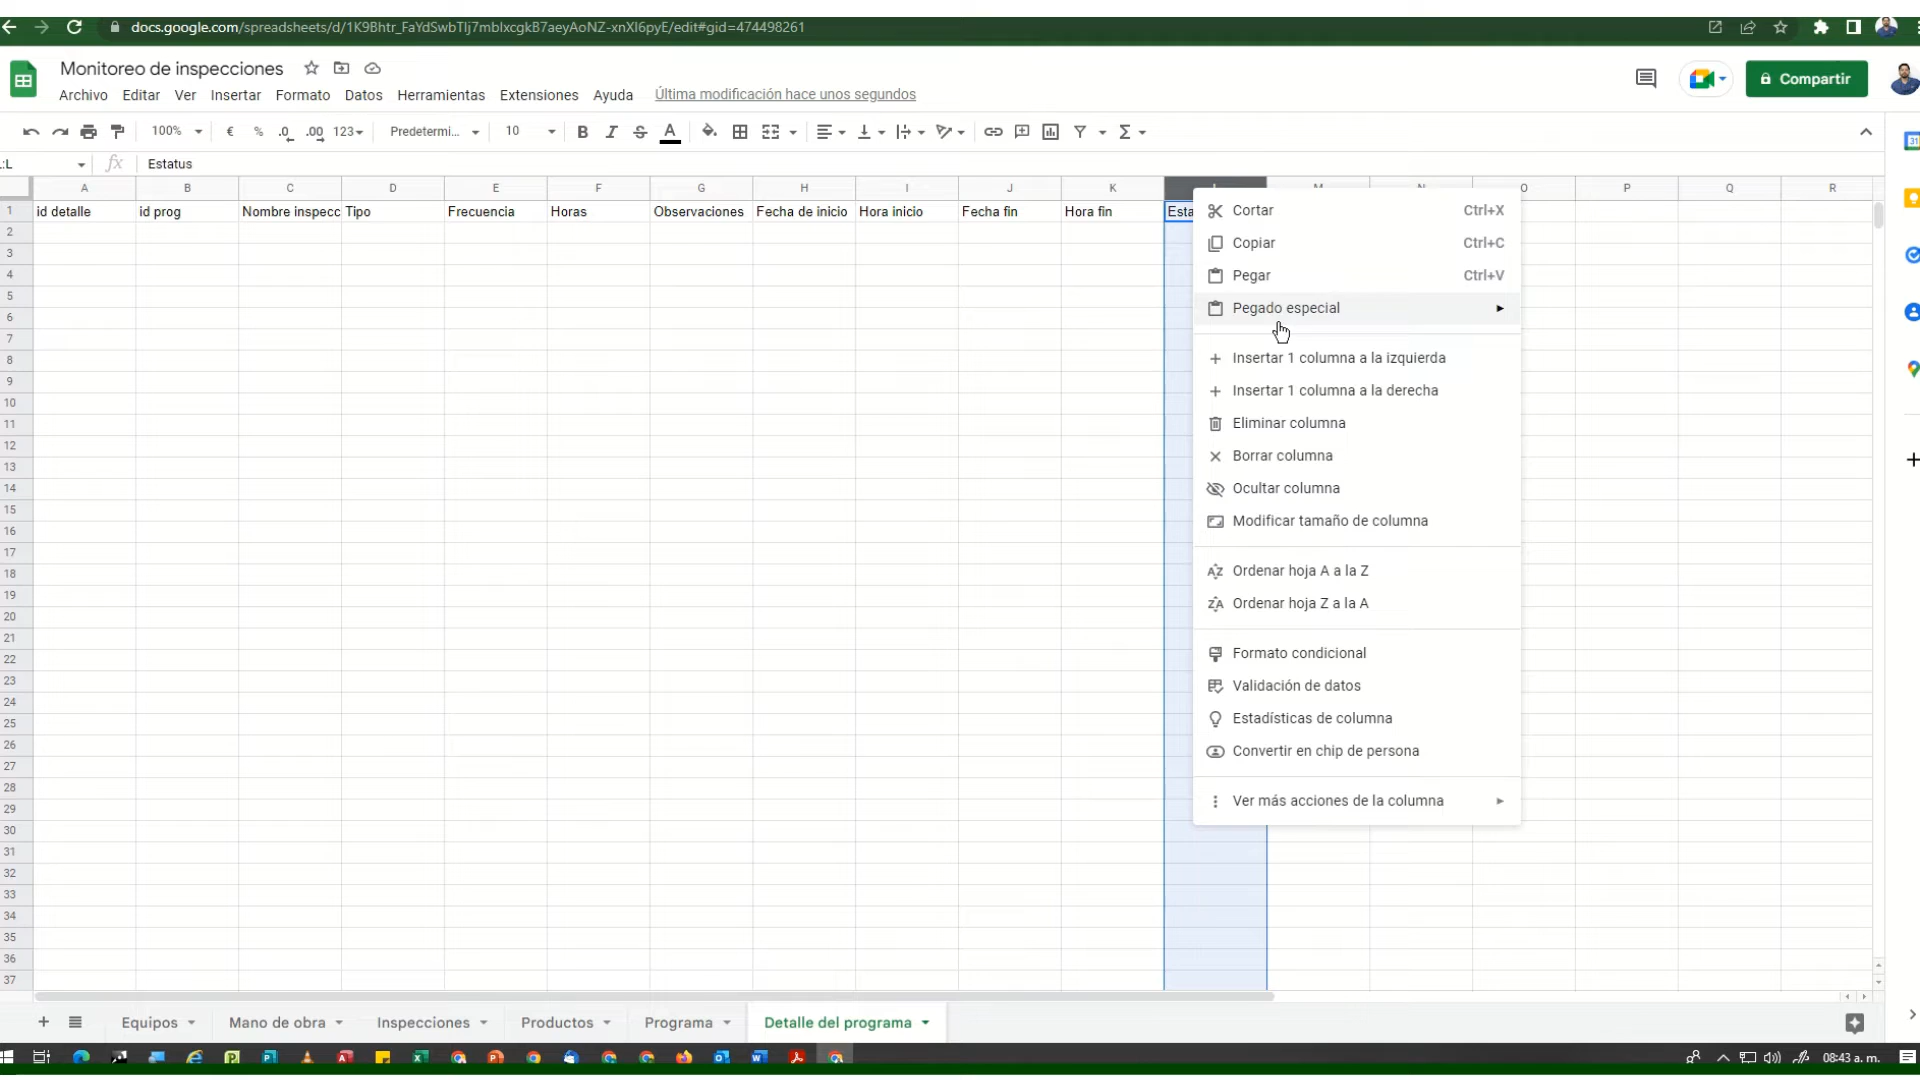 docs.google.com/spreadsheets/d/1K9Bhtr_FaYdSwbTIj7mblxcgkB7aeyAoNZ-xnXl6pyE/edit#gid=474498261
Monitoreo de inspecciones
Compartir
Archivo Editar Ver Insertar Formato Datos Herramientas Extensiones Ayuda Última modificación hace unos segundos
100% € % .0 .00 123 Predetermi... 10 B I S A Σ
:L fx Estatus
A B C D E F G H I J K L M N O P Q R
1 id detalle id prog Nombre inspecc Tipo Frecuencia Horas Observaciones Fecha de inicio Hora inicio Fecha fin Hora fin Esta
Cortar Ctrl+X
Copiar Ctrl+C
Pegar Ctrl+V
Pegado especial
Insertar 1 columna a la izquierda
Insertar 1 columna a la derecha
Eliminar columna
Borrar columna
Ocultar columna
Modificar tamaño de columna
Ordenar hoja A a la Z
Ordenar hoja Z a la A
Formato condicional
Validación de datos
Estadísticas de columna
Convertir en chip de persona
Ver más acciones de la columna
2
3
4
5
6
7
8
9
10
11
12
13
14
15
16
17
18
19
20
21
22
23
24
25
26
27
28
29
30
31
32
33
34
35
36
37
+ Equipos Mano de obra Inspecciones Productos Programa Detalle del programa
08:43 a. m.